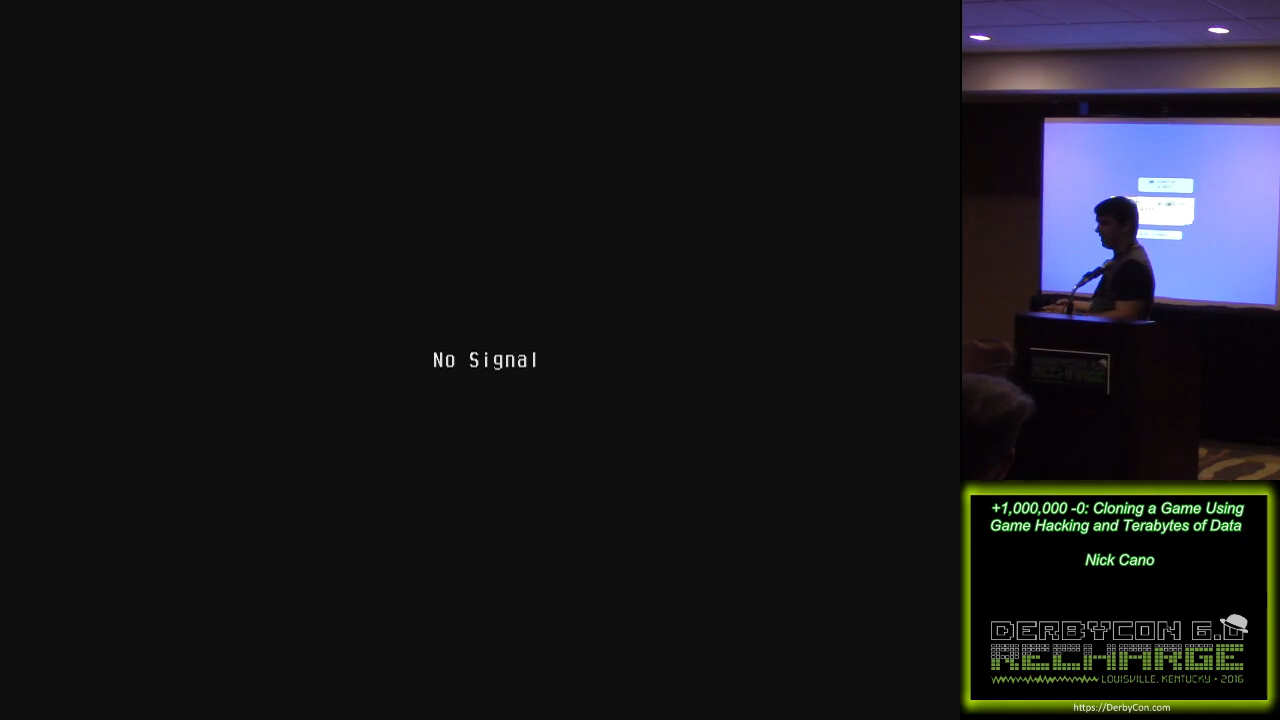 No Signal
RECHARGE
+1,000,000 -0: Cloning a Game Using
Game Hacking and Terabytes of Data
Nick Cano
DERBYCON 6.0
RECHARGE
LOUISVILLE, KENTUCKY • 2016
https://DerbyCon.com